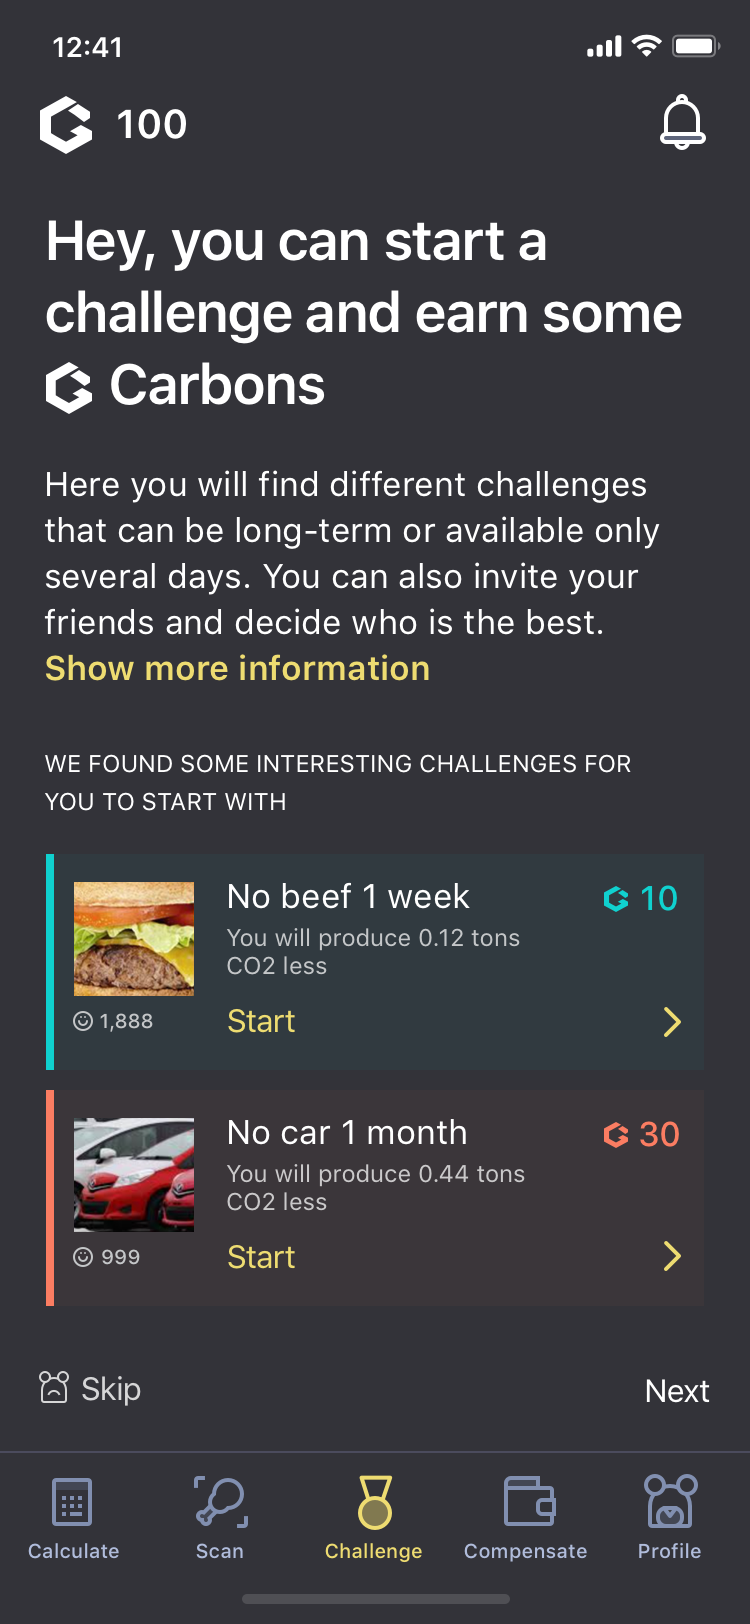 12:41
100
Hey, you can start a
challenge and earn some
Carbons
Here you will find different challenges
that can be long-term or available only
several days. You can also invite your
friends and decide who is the best.
Show more information
WE FOUND SOME INTERESTING CHALLENGES FOR
YOU TO START WITH
No beef 1 week
10
You will produce 0.12 tons
CO2 less
1,888
Start
No car 1 month
30
You will produce 0.44 tons
CO2 less
999
Start
Skip
Next
Calculate
Scan
Challenge
Compensate
Profile